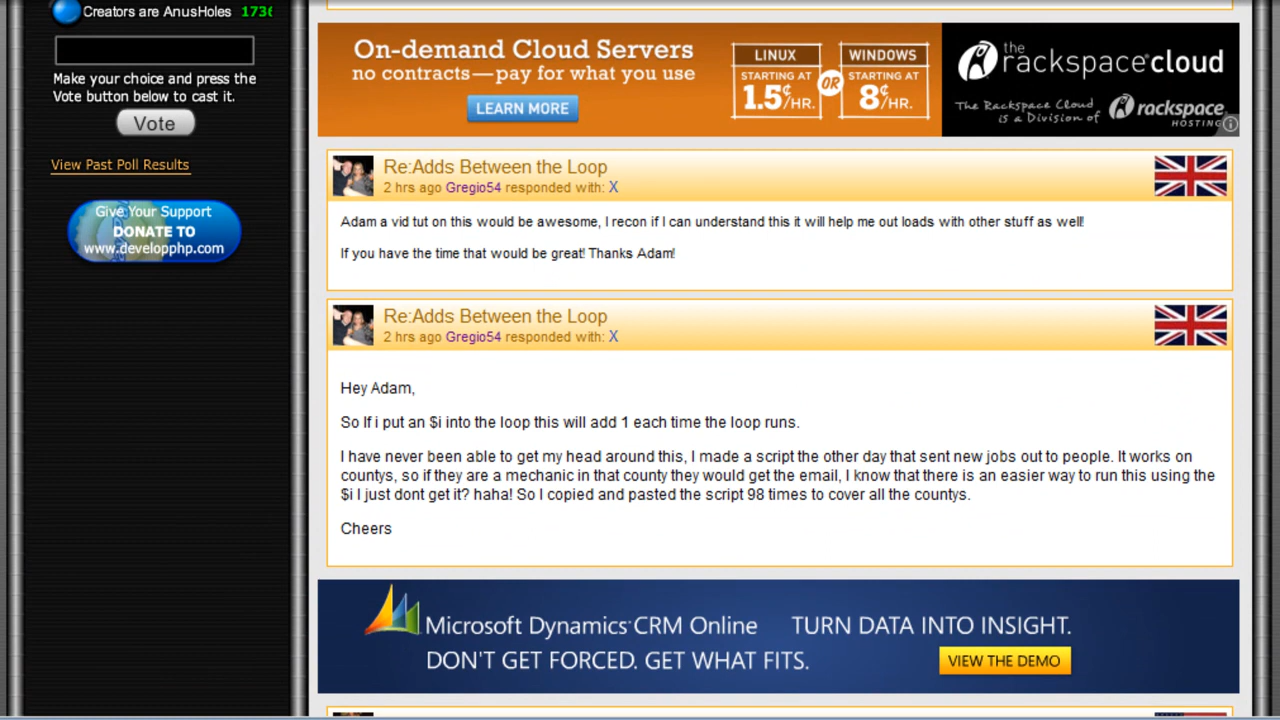 Creators are AnusHoles 1736
Make your choice and press the
Vote button below to cast it.
Vote
View Past Poll Results
Give Your Support
DONATE TO
www.developphp.com
On-demand Cloud Servers
no contracts—pay for what you use
LEARN MORE
LINUX
STARTING AT
1.5¢/HR.
OR
WINDOWS
STARTING AT
8¢/HR.
the
rackspace®cloud
The Rackspace Cloud
is a Division of
rackspace
HOSTING
Re:Adds Between the Loop
2 hrs ago Gregio54 responded with: X
Adam a vid tut on this would be awesome, I recon if I can understand this it will help me out loads with other stuff as well!
If you have the time that would be great! Thanks Adam!
Re:Adds Between the Loop
2 hrs ago Gregio54 responded with: X
Hey Adam,
So If i put an $i into the loop this will add 1 each time the loop runs.
I have never been able to get my head around this, I made a script the other day that sent new jobs out to people. It works on
countys, so if they are a mechanic in that county they would get the email, I know that there is an easier way to run this using the
$i I just dont get it? haha! So I copied and pasted the script 98 times to cover all the countys.
Cheers
Microsoft Dynamics CRM Online
TURN DATA INTO INSIGHT.
DON'T GET FORCED. GET WHAT FITS.
VIEW THE DEMO